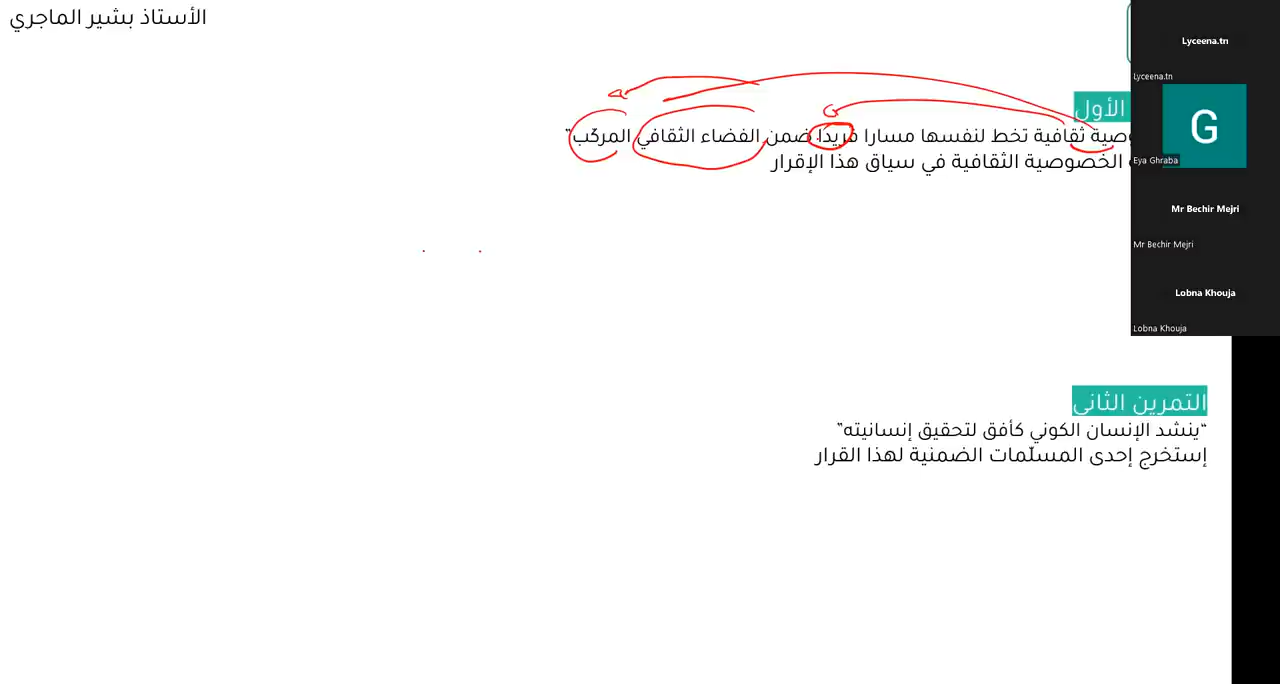 الأستاذ بشير الماجري
Lyceena.tn
Lyceena.tn
G
Eya Ghraba
Mr Bechir Mejri
Mr Bechir Mejri
Lobna Khouja
Lobna Khouja
الأول
ثقافية تخط لنفسها مسارا فريدا ضمن الفضاء الثقافي المركّب"
الخصوصية الثقافية في سياق هذا الإقرار
التمرين الثاني
"ينشد الإنسان الكوني كأفق لتحقيق إنسانيته"
إستخرج إحدى المسلّمات الضمنية لهذا القرار